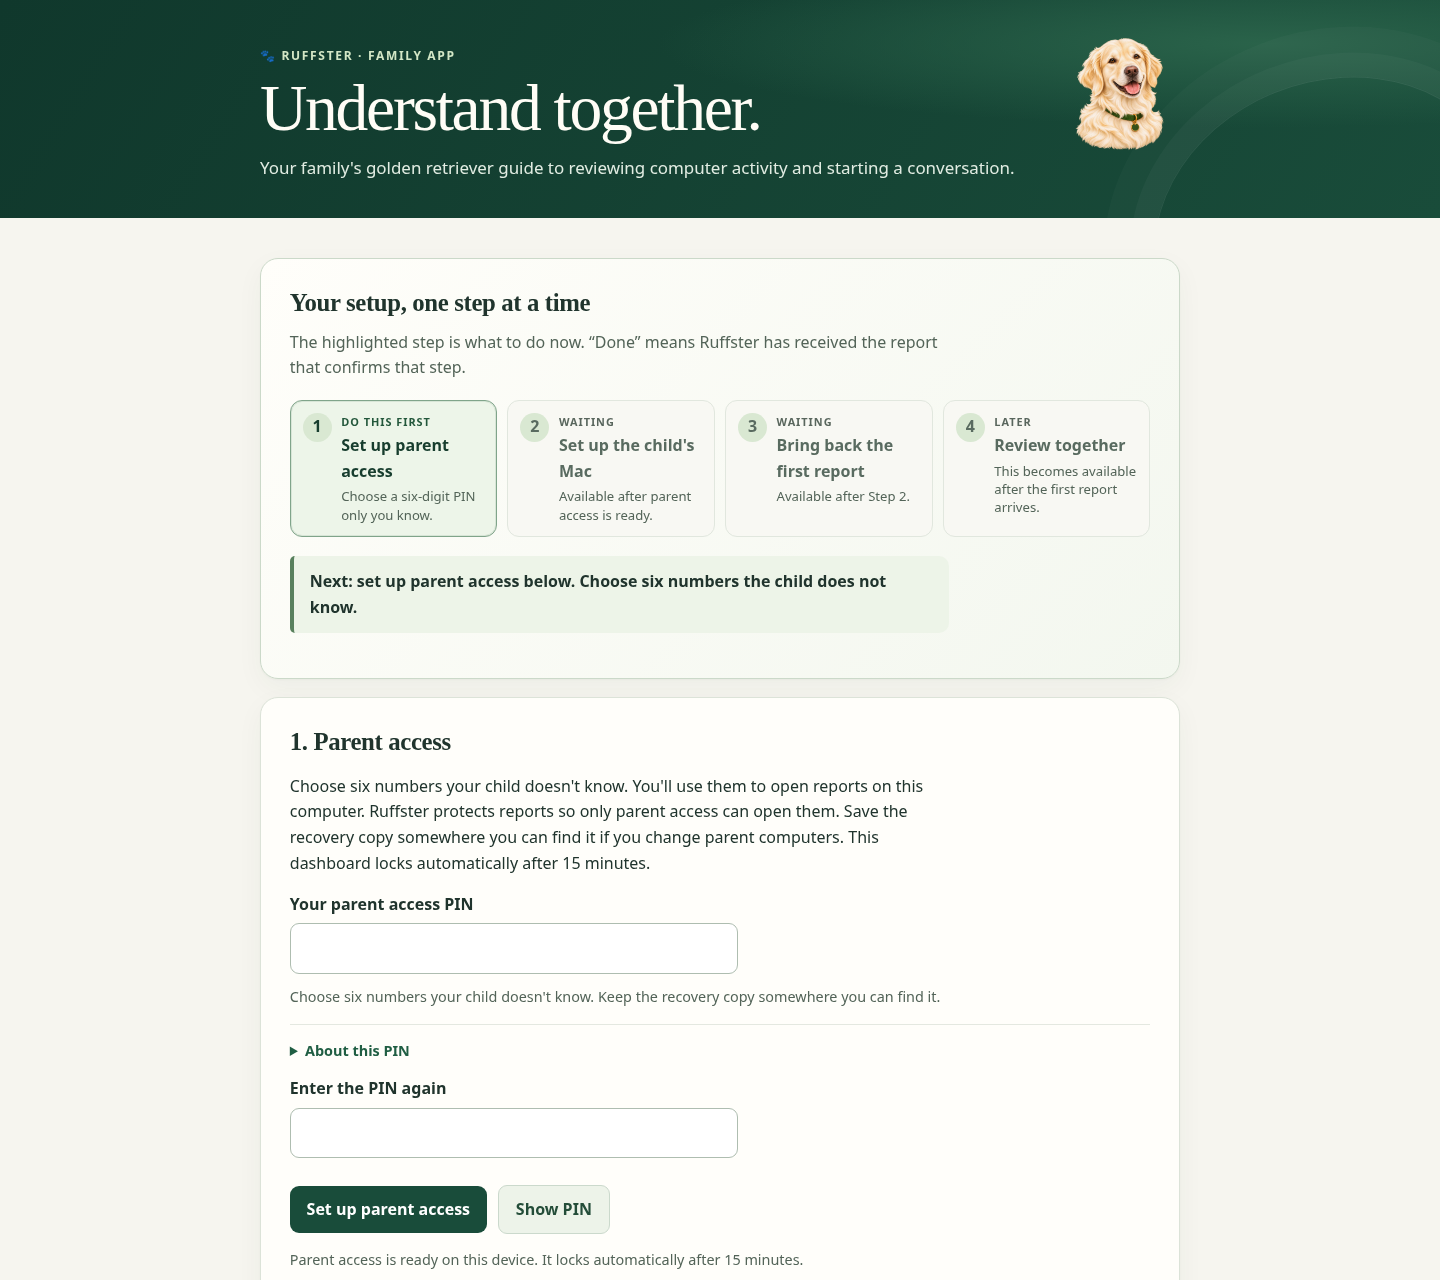 🐾 RUFFSTER · FAMILY APP
Understand together.
Your family's golden retriever guide to reviewing computer activity and starting a conversation.
Your setup, one step at a time
The highlighted step is what to do now. “Done” means Ruffster has received the report
that confirms that step.
1
DO THIS FIRST
Set up parent
access
Choose a six-digit PIN
only you know.
2
WAITING
Set up the child's
Mac
Available after parent
access is ready.
3
WAITING
Bring back the
first report
Available after Step 2.
4
LATER
Review together
This becomes available
after the first report
arrives.
Next: set up parent access below. Choose six numbers the child does not
know.
1. Parent access
Choose six numbers your child doesn't know. You'll use them to open reports on this
computer. Ruffster protects reports so only parent access can open them. Save the
recovery copy somewhere you can find it if you change parent computers. This
dashboard locks automatically after 15 minutes.
Your parent access PIN
Choose six numbers your child doesn't know. Keep the recovery copy somewhere you can find it.
About this PIN
Enter the PIN again
Set up parent access
Show PIN
Parent access is ready on this device. It locks automatically after 15 minutes.